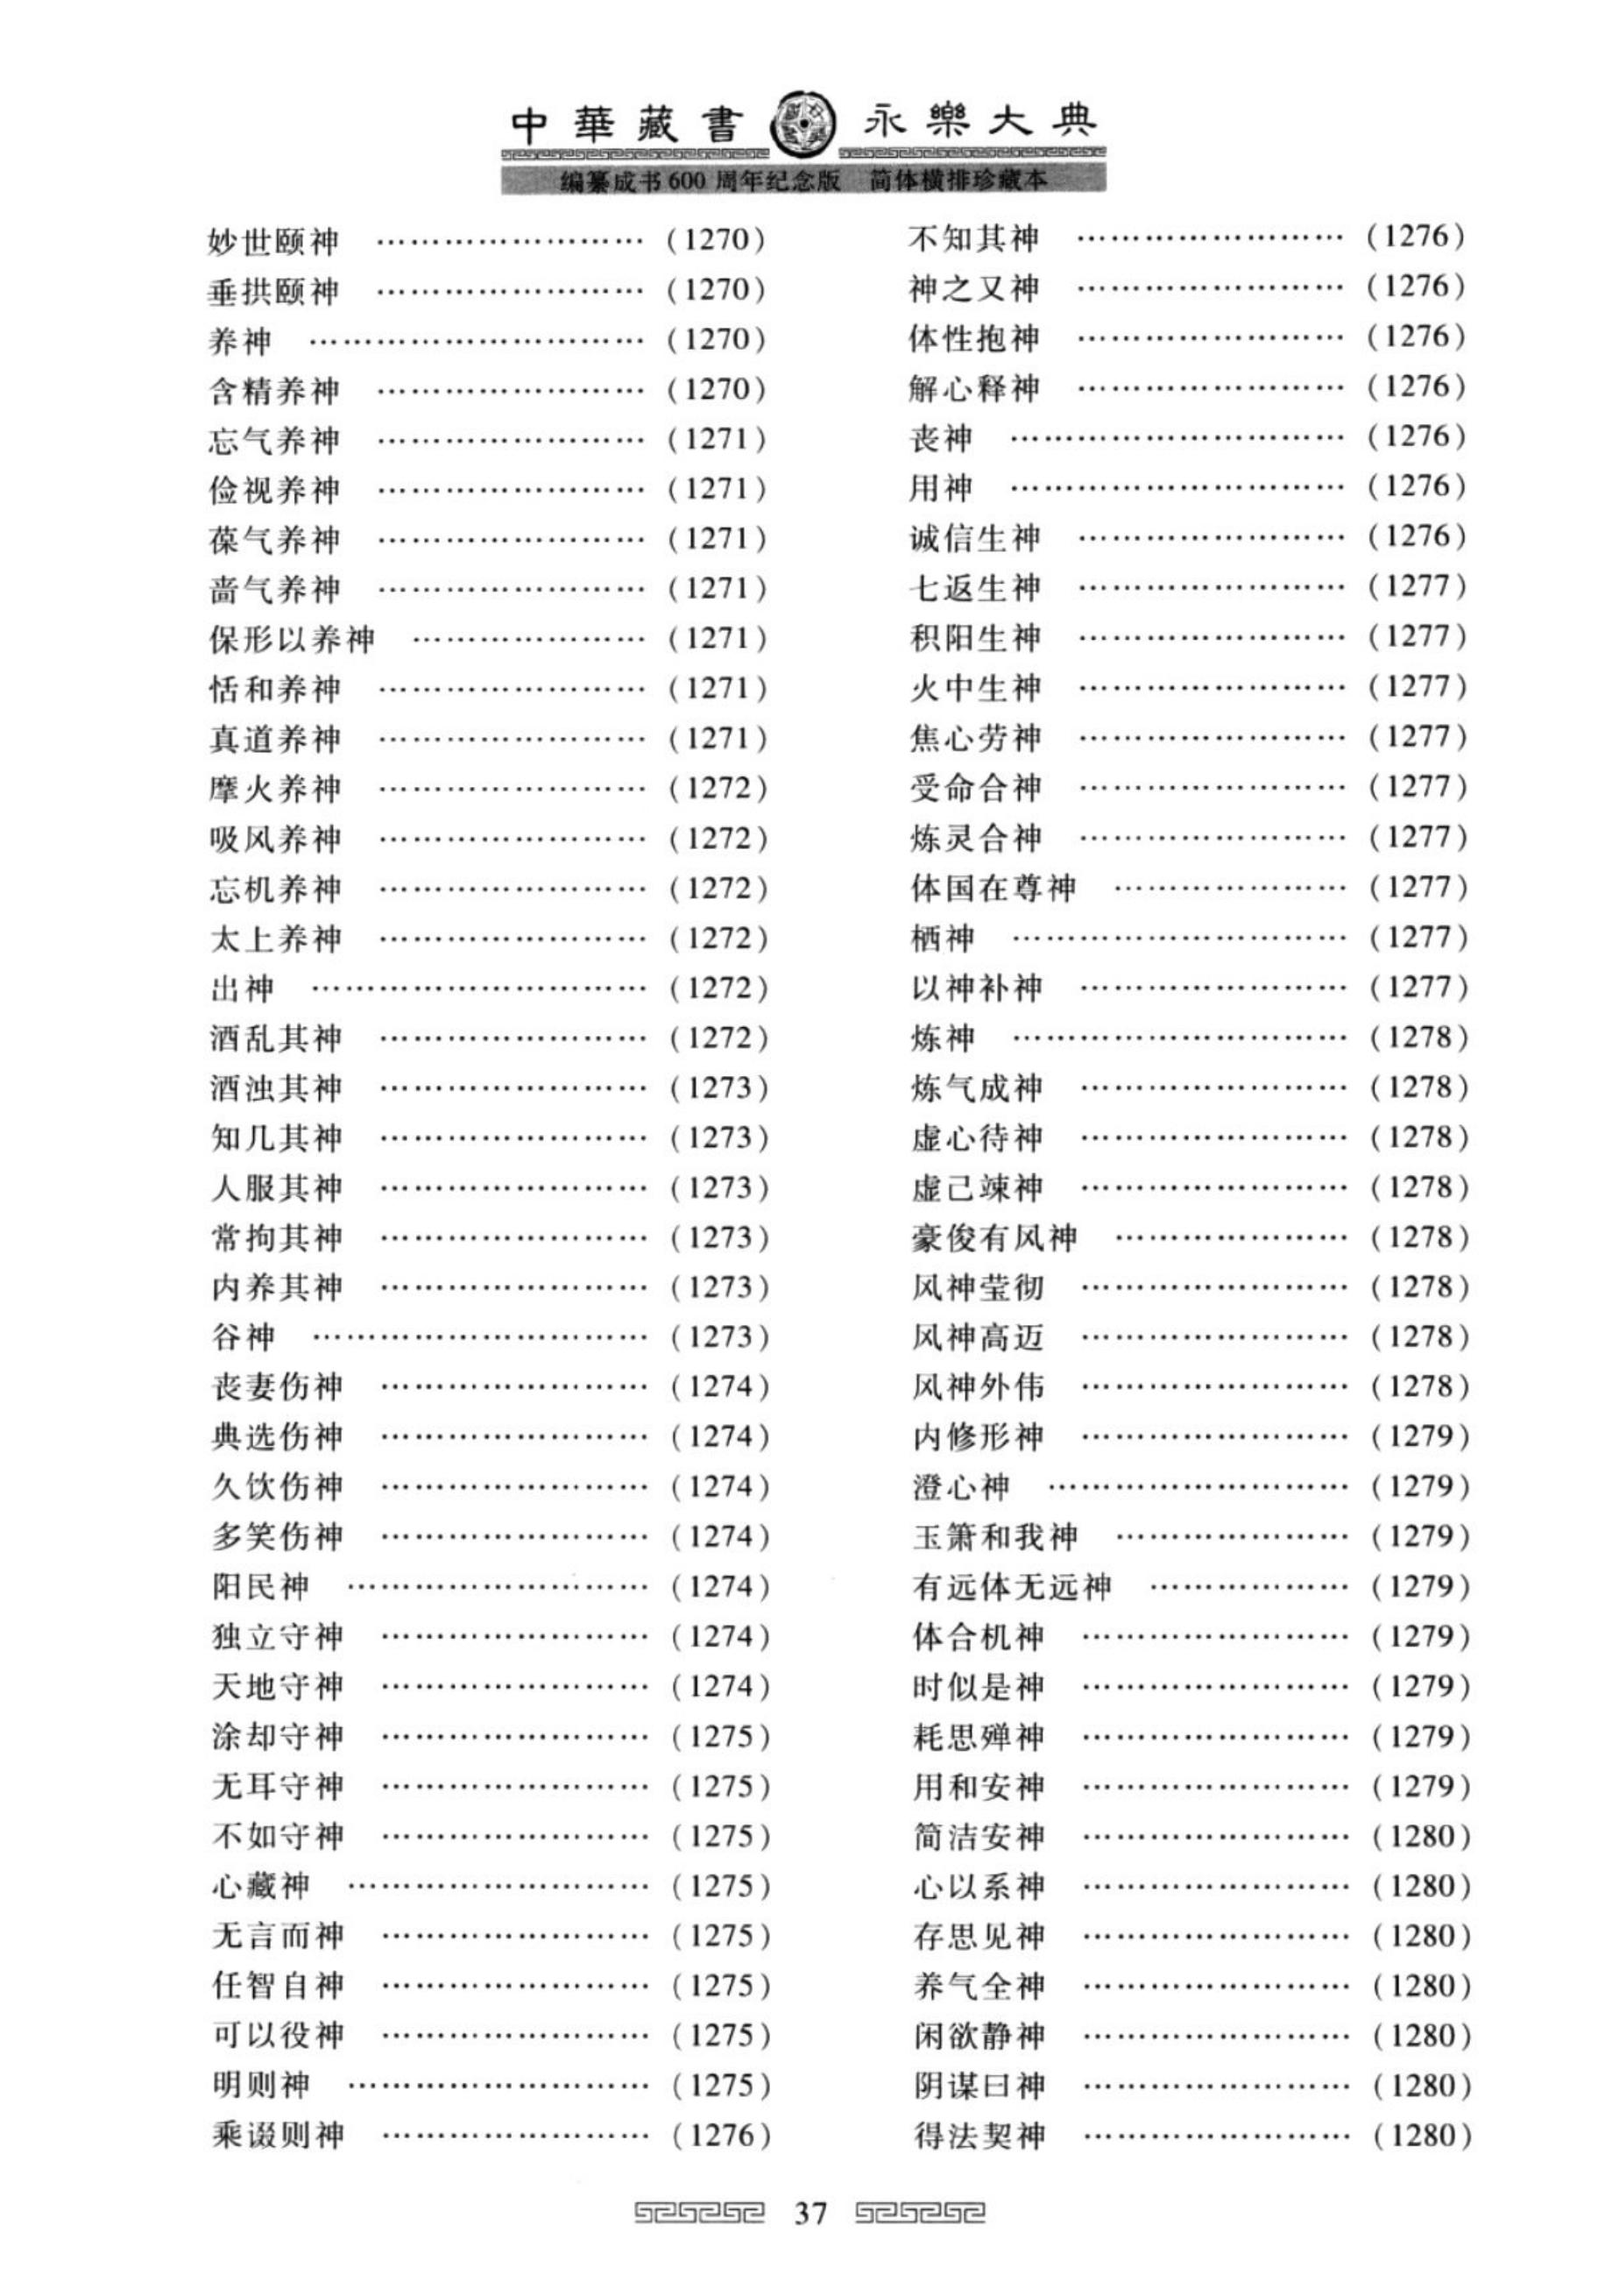 中華藏書 永樂大典
编纂成书600周年纪念版 简体横排珍藏本
妙世颐神 …………………… (1270)
垂拱颐神 …………………… (1270)
养神 ………………………… (1270)
含精养神 …………………… (1270)
忘气养神 …………………… (1271)
俭视养神 …………………… (1271)
葆气养神 …………………… (1271)
啬气养神 …………………… (1271)
保形以养神 ………………… (1271)
恬和养神 …………………… (1271)
真道养神 …………………… (1271)
摩火养神 …………………… (1272)
吸风养神 …………………… (1272)
忘机养神 …………………… (1272)
太上养神 …………………… (1272)
出神 ………………………… (1272)
酒乱其神 …………………… (1272)
酒浊其神 …………………… (1273)
知几其神 …………………… (1273)
人服其神 …………………… (1273)
常拘其神 …………………… (1273)
内养其神 …………………… (1273)
谷神 ………………………… (1273)
丧妻伤神 …………………… (1274)
典选伤神 …………………… (1274)
久饮伤神 …………………… (1274)
多笑伤神 …………………… (1274)
阳民神 ……………………… (1274)
独立守神 …………………… (1274)
天地守神 …………………… (1274)
涂却守神 …………………… (1275)
无耳守神 …………………… (1275)
不如守神 …………………… (1275)
心藏神 ……………………… (1275)
无言而神 …………………… (1275)
任智自神 …………………… (1275)
可以役神 …………………… (1275)
明则神 ……………………… (1275)
乘谥则神 …………………… (1276)
不知其神 …………………… (1276)
神之又神 …………………… (1276)
体性抱神 …………………… (1276)
解心释神 …………………… (1276)
丧神 ………………………… (1276)
用神 ………………………… (1276)
诚信生神 …………………… (1276)
七返生神 …………………… (1277)
积阳生神 …………………… (1277)
火中生神 …………………… (1277)
焦心劳神 …………………… (1277)
受命合神 …………………… (1277)
炼灵合神 …………………… (1277)
体国在尊神 ………………… (1277)
栖神 ………………………… (1277)
以神补神 …………………… (1277)
炼神 ………………………… (1278)
炼气成神 …………………… (1278)
虚心待神 …………………… (1278)
虚己竦神 …………………… (1278)
豪俊有风神 ………………… (1278)
风神莹彻 …………………… (1278)
风神高迈 …………………… (1278)
风神外伟 …………………… (1278)
内修形神 …………………… (1279)
澄心神 ……………………… (1279)
玉箫和我神 ………………… (1279)
有远体无远神 ……………… (1279)
体合机神 …………………… (1279)
时似是神 …………………… (1279)
耗思殚神 …………………… (1279)
用和安神 …………………… (1279)
简洁安神 …………………… (1280)
心以系神 …………………… (1280)
存思见神 …………………… (1280)
养气全神 …………………… (1280)
闲欲静神 …………………… (1280)
阴谋曰神 …………………… (1280)
得法契神 …………………… (1280)
37